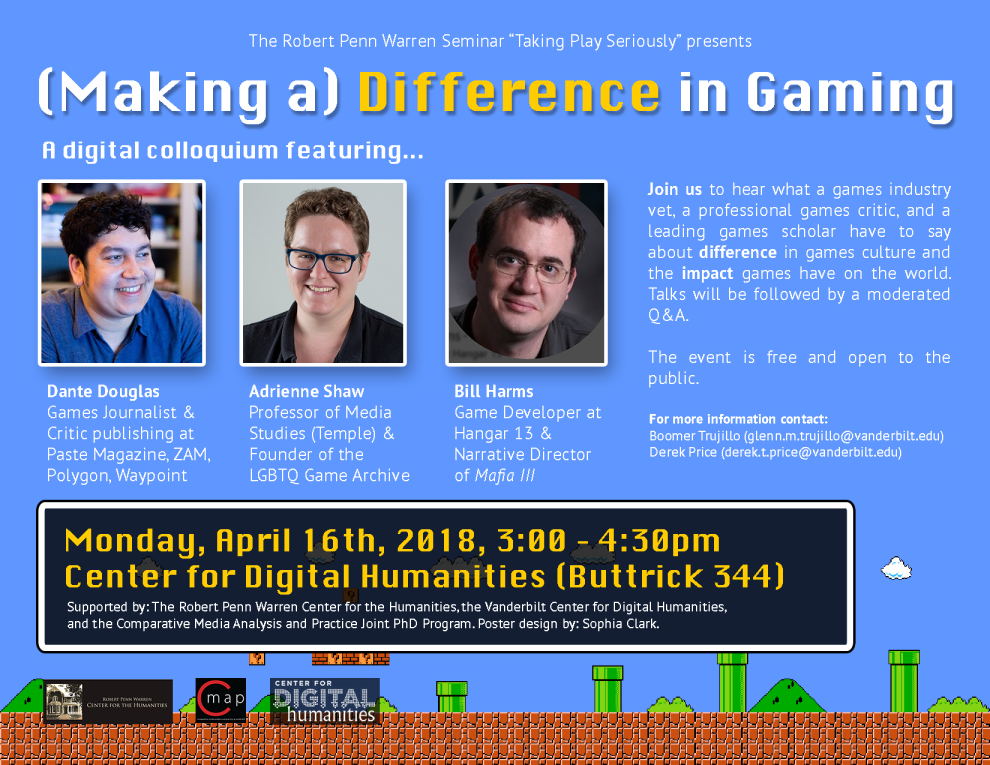 The Robert Penn Warren Seminar “Taking Play Seriously” presents
(Making a) Difference in Gaming
A digital colloquium featuring...
Dante Douglas
Games Journalist &
Critic publishing at
Paste Magazine, ZAM,
Polygon, Waypoint
Adrienne Shaw
Professor of Media
Studies (Temple) &
Founder of the
LGBTQ Game Archive
Bill Harms
Game Developer at
Hangar 13 &
Narrative Director
of Mafia III
Join us to hear what a games industry
vet, a professional games critic, and a
leading games scholar have to say
about difference in games culture and
the impact games have on the world.
Talks will be followed by a moderated
Q&A.
The event is free and open to the
public.
For more information contact:
Boomer Trujillo (glenn.m.trujillo@vanderbilt.edu)
Derek Price (derek.t.price@vanderbilt.edu)
Monday, April 16th, 2018, 3:00 - 4:30pm
Center for Digital Humanities (Buttrick 344)
Supported by: The Robert Penn Warren Center for the Humanities, the Vanderbilt Center for Digital Humanities,
and the Comparative Media Analysis and Practice Joint PhD Program. Poster design by: Sophia Clark.
Robert Penn Warren
Center for the Humanities
Cmap
CENTER FOR
DIGITAL
humanities